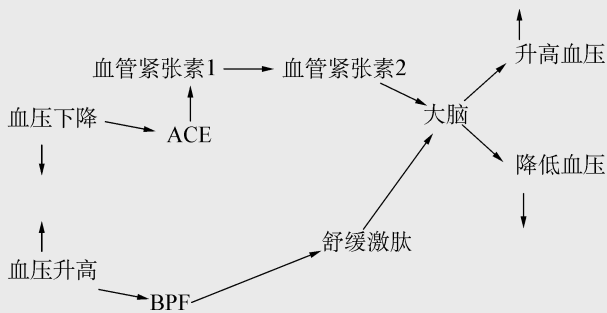 升高血压
血管紧张素1
血管紧张素2
血压下降
ACE
大脑
降低血压
舒缓激肽
血压升高
BPF